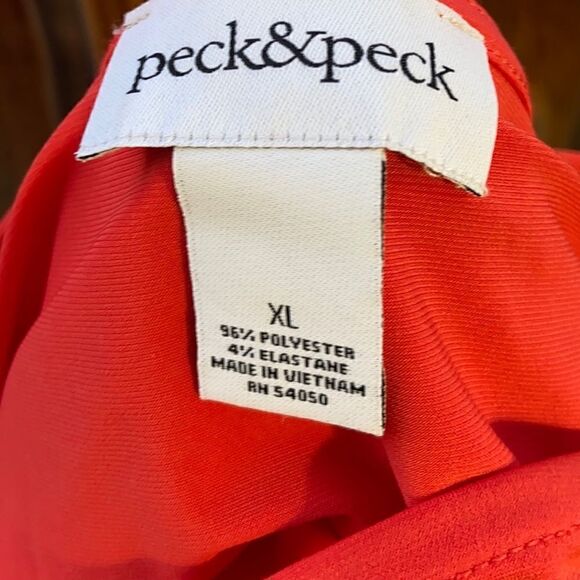 peck&peck
XL
96% POLYESTER
4% ELASTANE
MADE IN VIETNAM
RN 54050